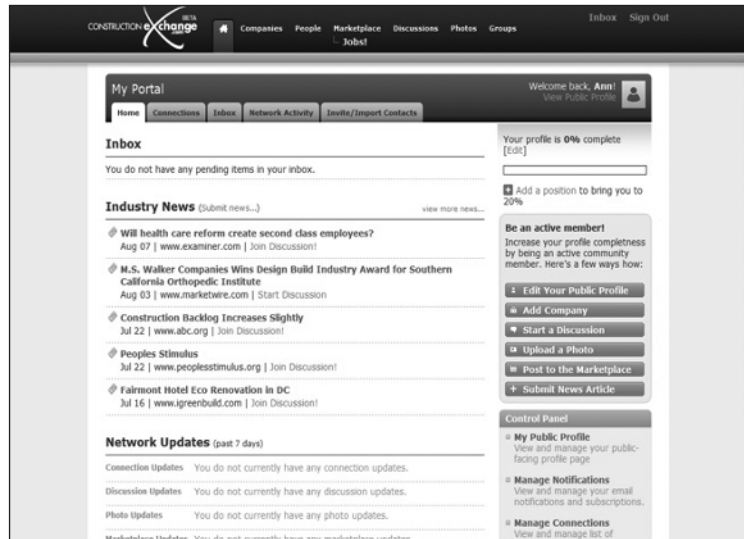 BETA
CONSTRUCTION exchange .com
Companies People Marketplace Discussions Photos Groups
Jobs!
Inbox Sign Out
My Portal
Welcome back, Ann!
View Public Profile
Home Connections Inbox Network Activity Invite/Import Contacts
Inbox
You do not have any pending items in your inbox.
Industry News (Submit news...) view more news...
Will health care reform create second class employees?
Aug 07 | www.examiner.com | Join Discussion!
M.S. Walker Companies Wins Design Build Industry Award for Southern
California Orthopedic Institute
Aug 03 | www.marketwire.com | Start Discussion
Construction Backlog Increases Slightly
Jul 22 | www.abc.org | Join Discussion!
Peoples Stimulus
Jul 22 | www.peoplesstimulus.org | Join Discussion!
Fairmont Hotel Eco Renovation in DC
Jul 16 | www.igreenbuild.com | Join Discussion!
Network Updates (past 7 days)
Connection Updates You do not currently have any connection updates.
Discussion Updates You do not currently have any discussion updates.
Photo Updates You do not currently have any photo updates.
Marketplace Updates You do not currently have any marketplace updates.
Your profile is 0% complete
[Edit]
Add a position to bring you to
20%
Be an active member!
Increase your profile completness
by being an active community
member. Here's a few ways how:
Edit Your Public Profile
Add Company
Start a Discussion
Upload a Photo
Post to the Marketplace
Submit News Article
Control Panel
My Public Profile
View and manage your public-
facing profile page
Manage Notifications
View and manage your email
notifications and subscriptions.
Manage Connections
View and manage list of